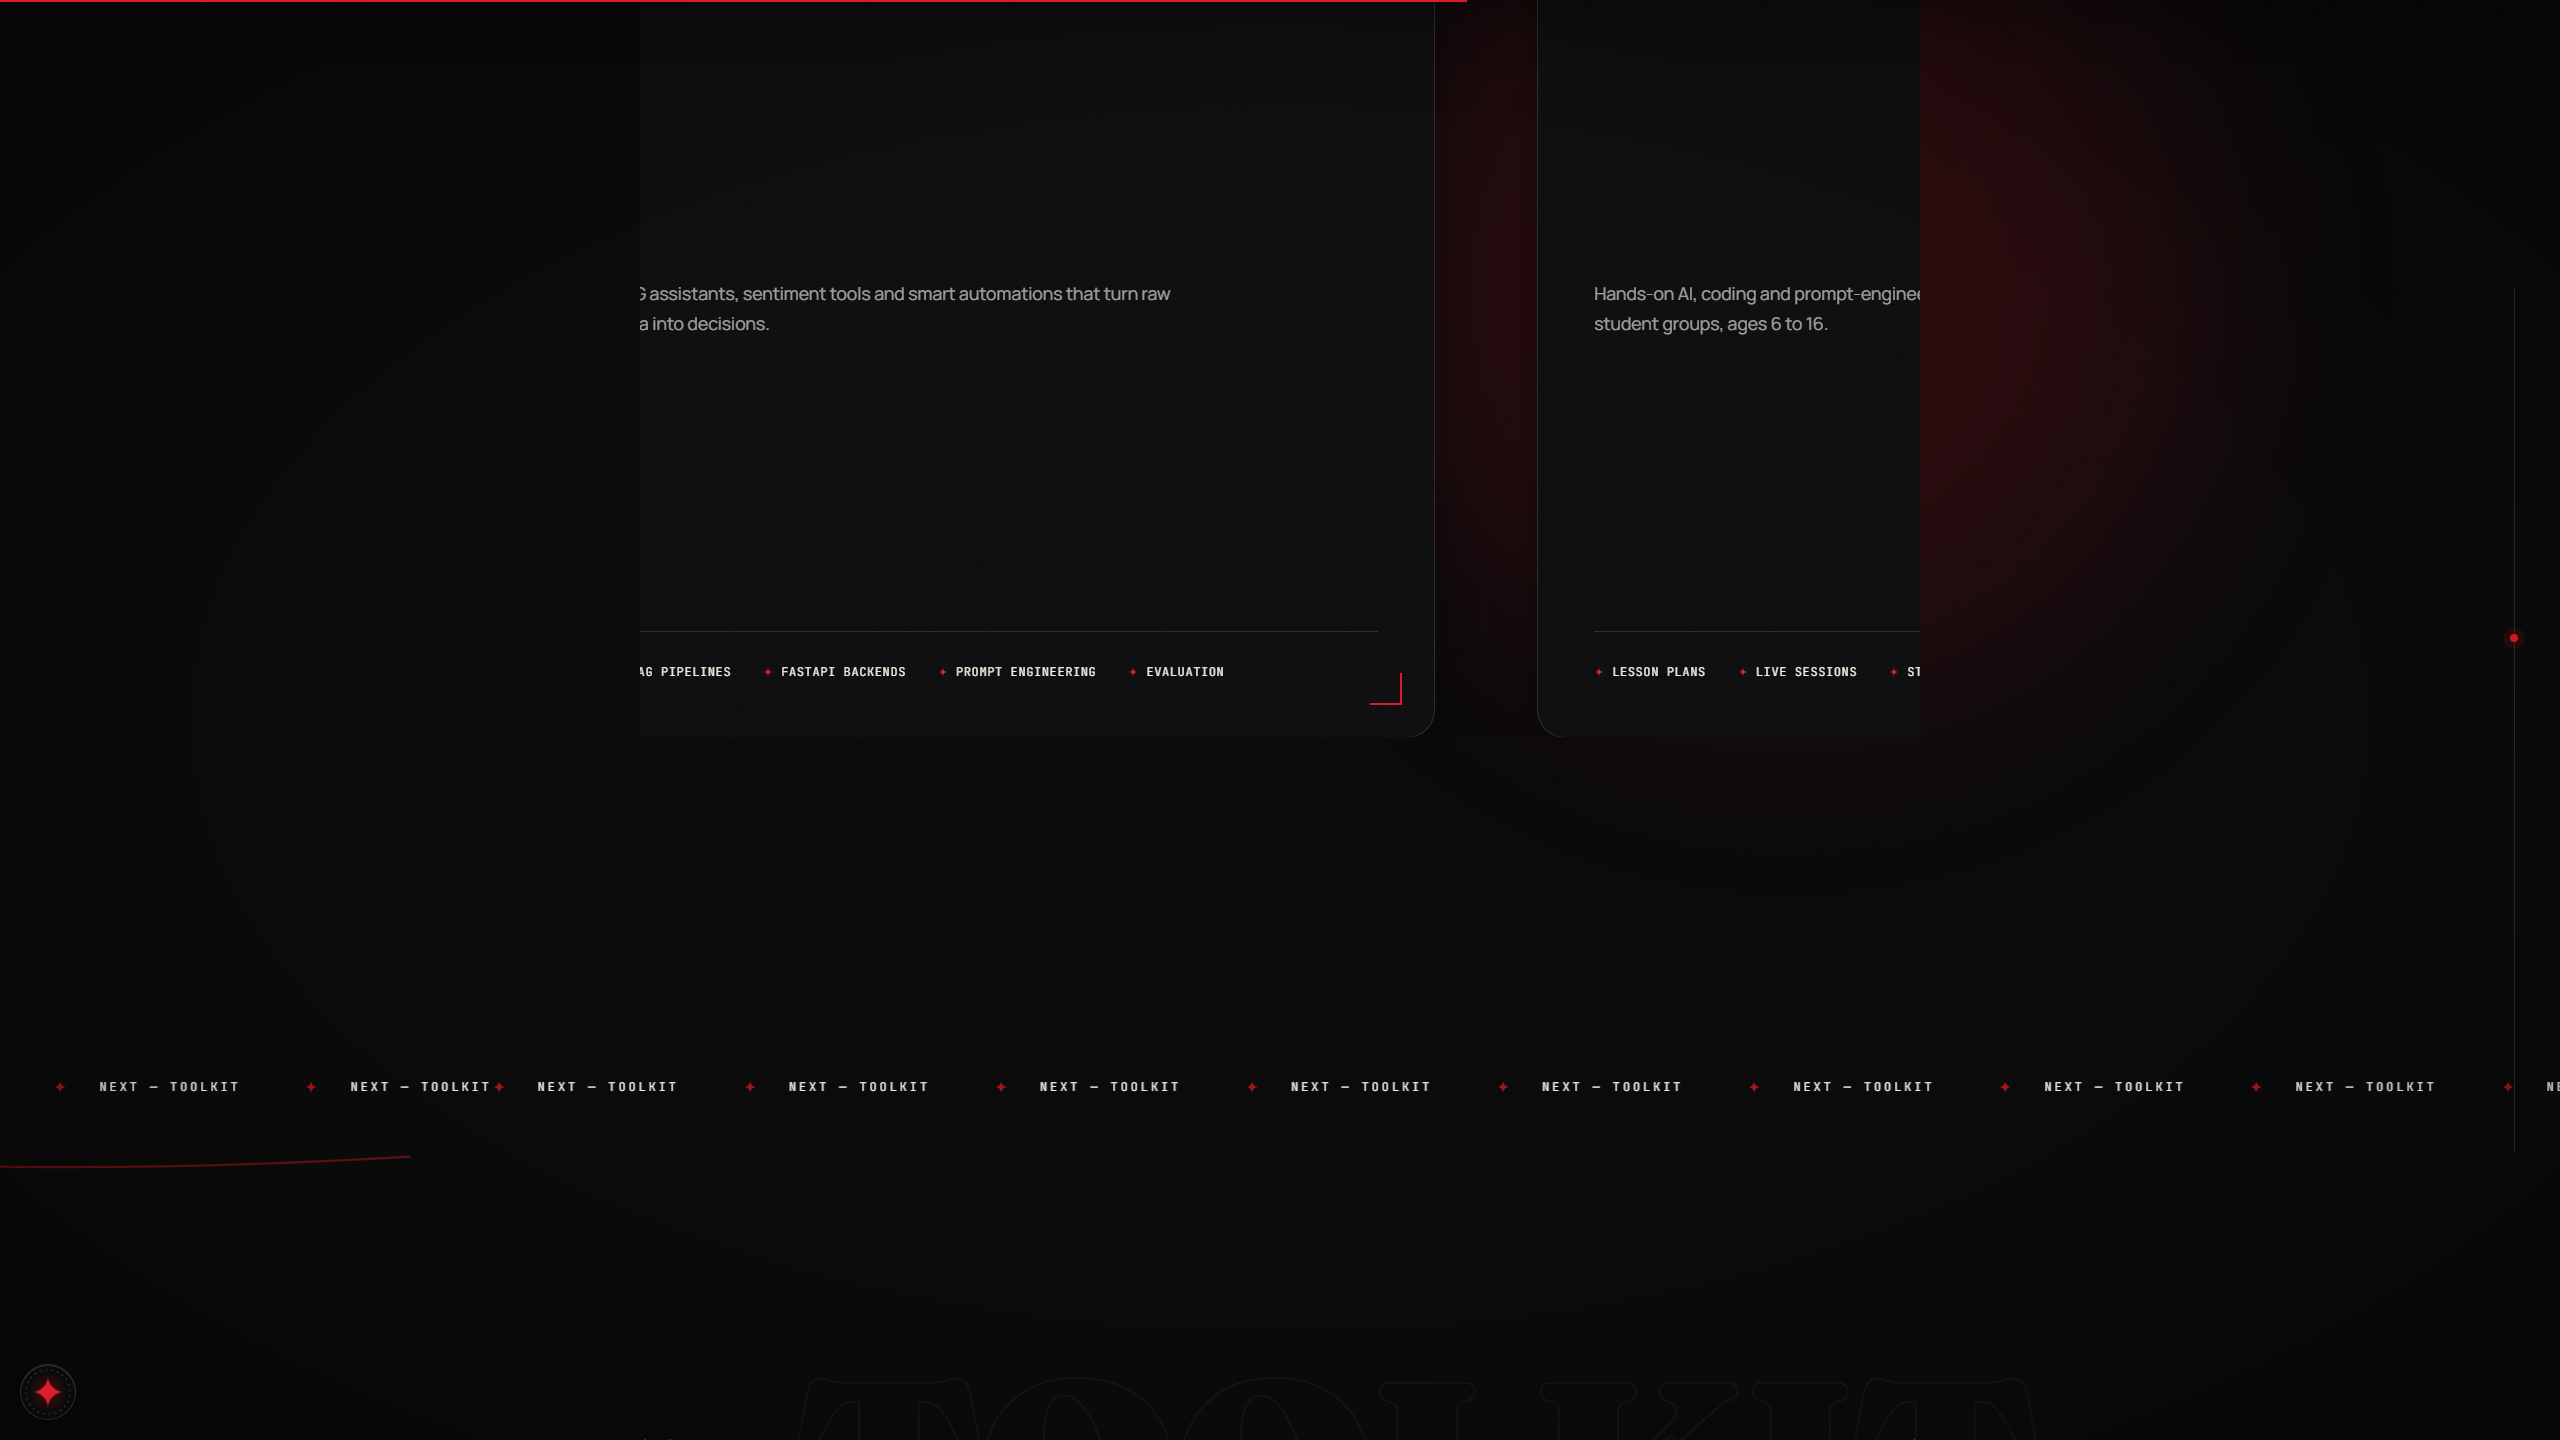 assistants, sentiment tools and smart automations that turn raw
into decisions.
Hands-on AI, coding and
student groups, ages 6 to 16.
PIPELINES ✦ FASTAPI BACKENDS ✦ PROMPT ENGINEERING ✦ EVALUATION
✦ LESSON PLANS ✦ LIVE SESSIONS ✦
✦ NEXT — TOOLKIT ✦ NEXT — TOOLKIT ✦ NEXT — TOOLKIT ✦ NEXT — TOOLKIT ✦ NEXT — TOOLKIT ✦ NEXT — TOOLKIT ✦ NEXT — TOOLKIT ✦ NEXT — TOOLKIT ✦ NEXT — TOOLKIT ✦ NEXT — TOOLKIT ✦
TOOLKIT